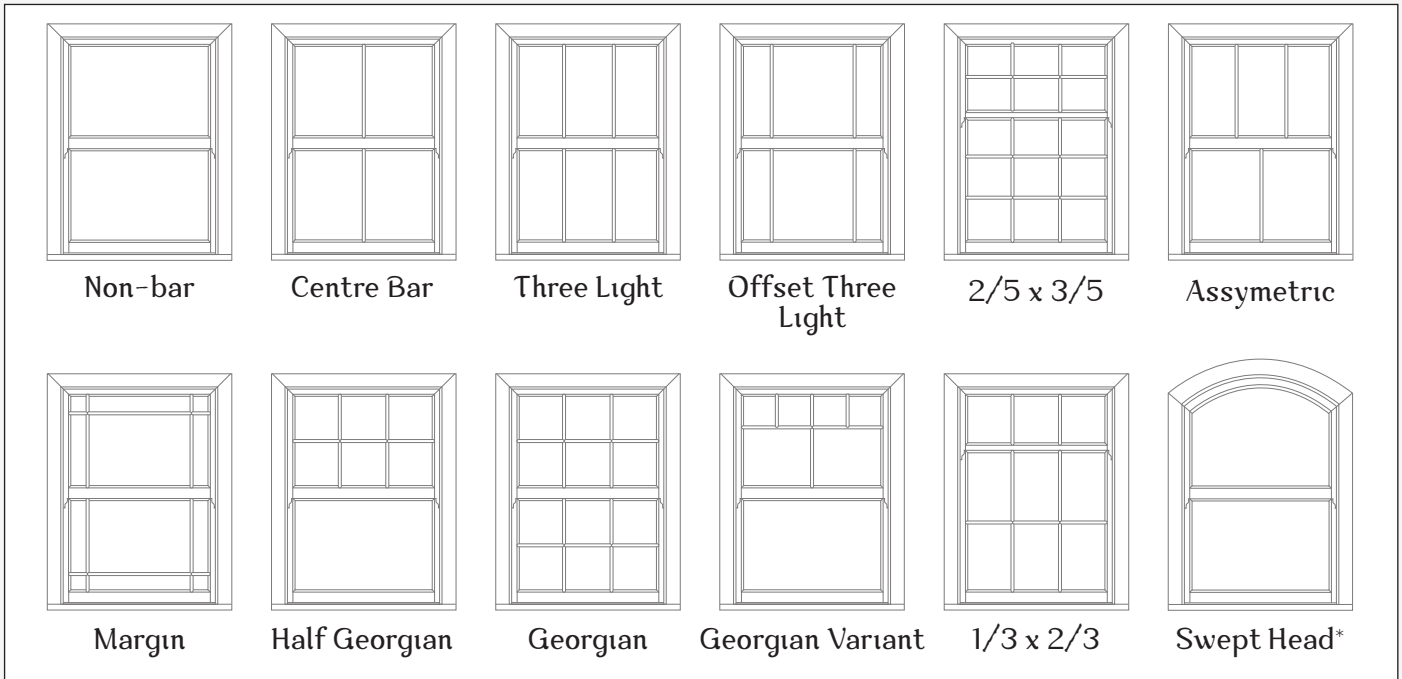 Non-bar
Centre Bar
Three Light
Offset Three
Light
2/5 x 3/5
Assymetric
Margin
Half Georgian
Georgian
Georgian Variant
1/3 x 2/3
Swept Head*